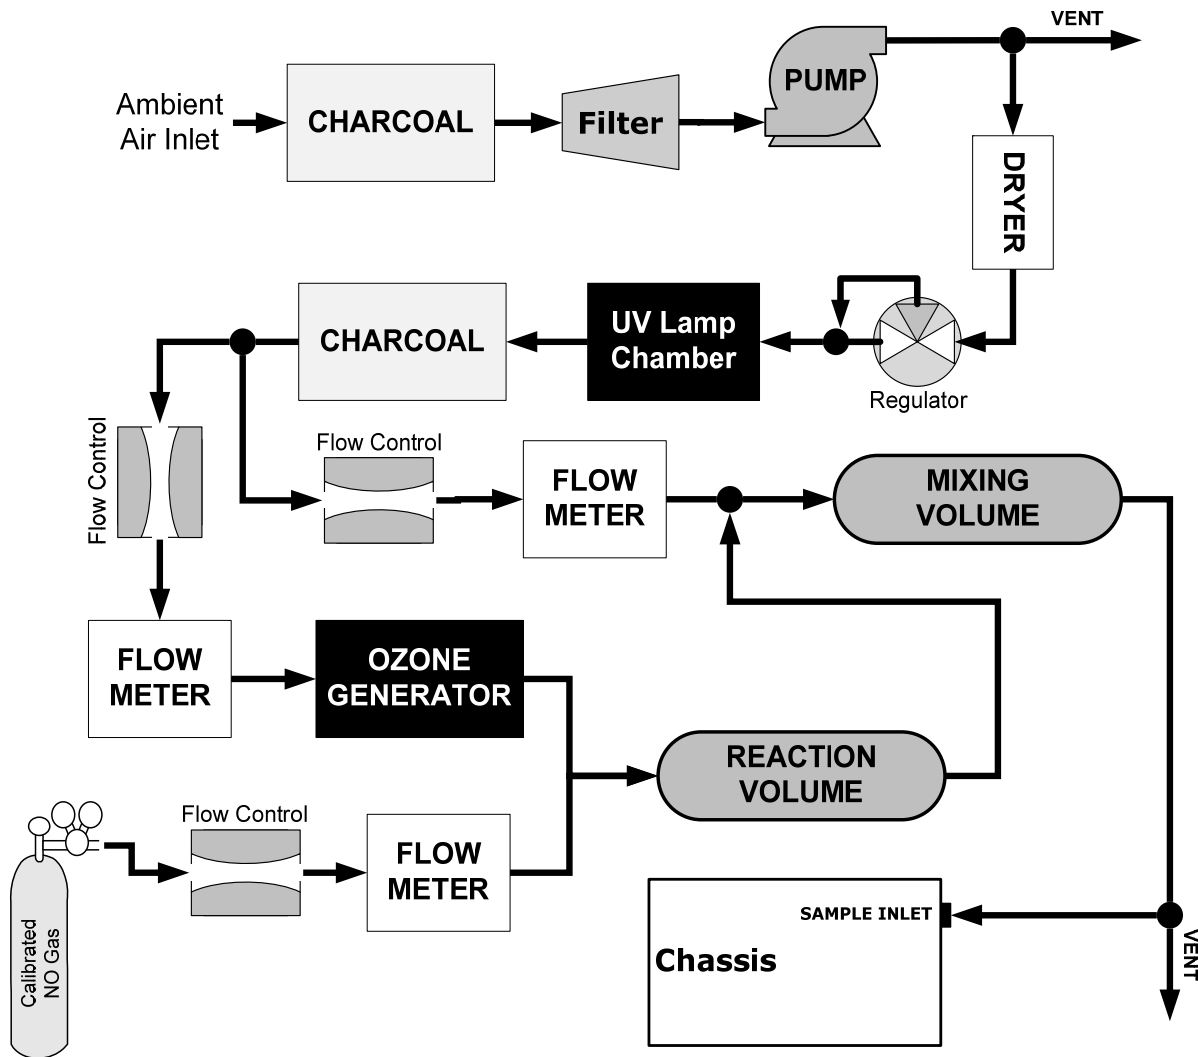 VENT
Ambient
Air Inlet
CHARCOAL
Filter
PUMP
DRYER
CHARCOAL
UV Lamp
Chamber
Regulator
Flow Control
Flow Control
FLOW
METER
MIXING
VOLUME
FLOW
METER
OZONE
GENERATOR
REACTION
VOLUME
Calibrated
NO Gas
Flow Control
FLOW
METER
SAMPLE INLET
Chassis
VENT